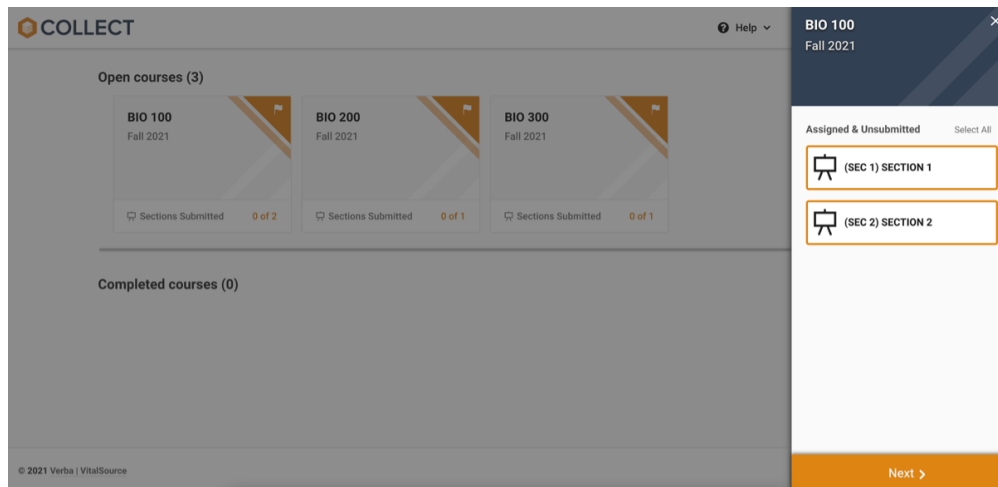 COLLECT
Help
Open courses (3)
BIO 100
Fall 2021
Sections Submitted 0 of 2
BIO 200
Fall 2021
Sections Submitted 0 of 1
BIO 300
Fall 2021
Sections Submitted 0 of 1
Completed courses (0)
© 2021 Verba | VitalSource
BIO 100
Fall 2021
Assigned & Unsubmitted Select All
(SEC 1) SECTION 1
(SEC 2) SECTION 2
Next